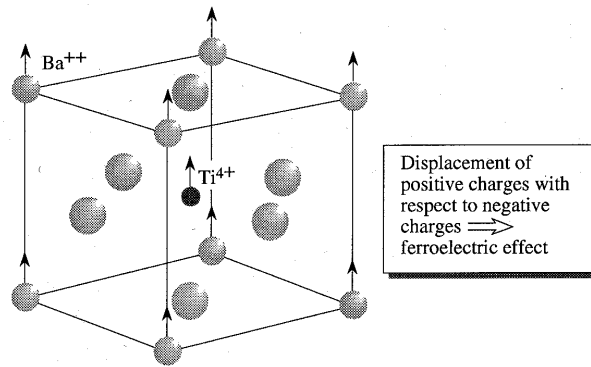 Ba++
Ti4+
Displacement of
positive charges with
respect to negative
charges ⇒
ferroelectric effect